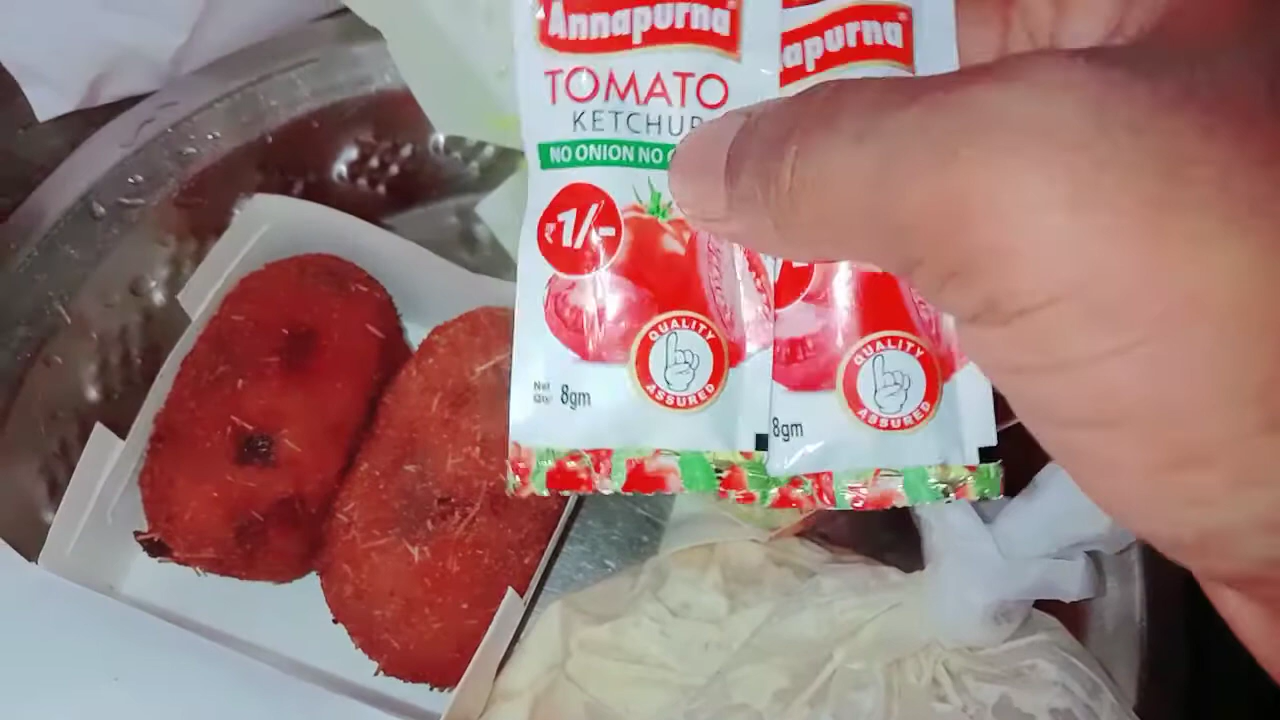 Annapurna
TOMATO
KETCHUP
NO ONION NO
₹1/-
QUALITY
ASSURED
Net
Qty:
8gm
apurna
QUALITY
ASSURED
8gm